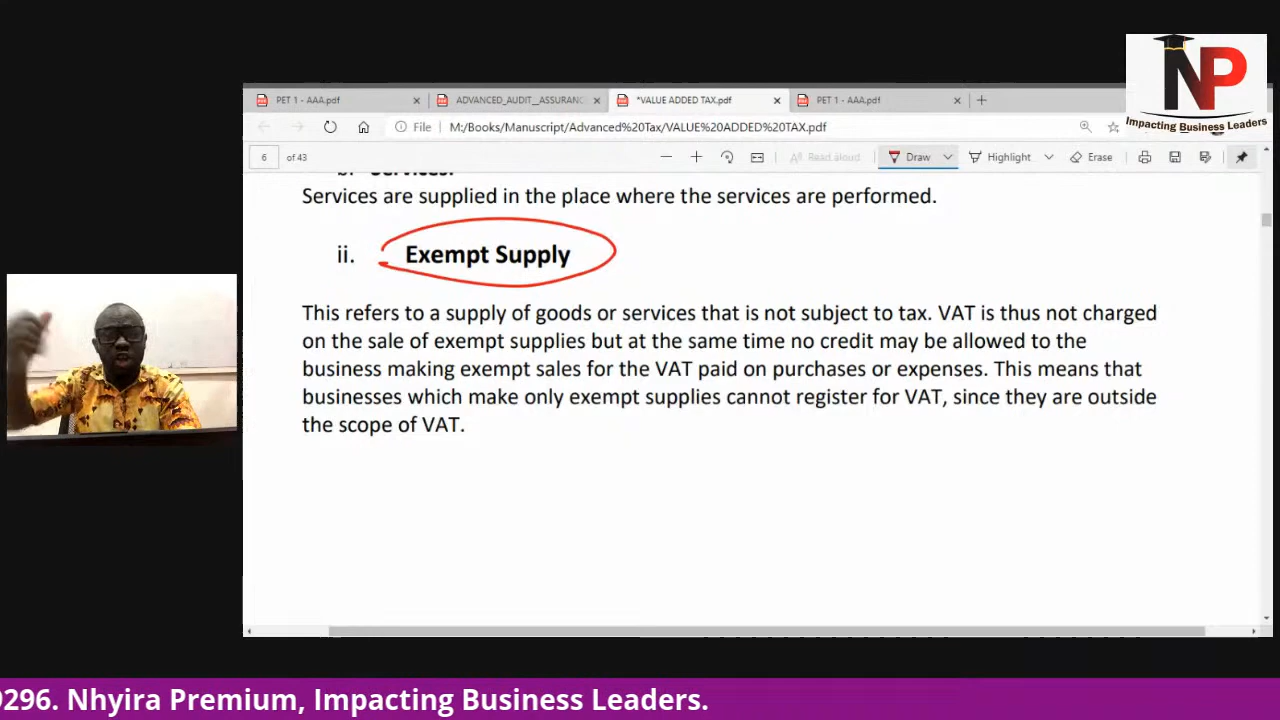 NP
Impacting Business Leaders
PET 1 - AAA.pdf
ADVANCED_AUDIT__ASSURANC
*VALUE ADDED TAX.pdf
PET 1 - AAA.pdf
File
M:/Books/Manuscript/Advanced%20Tax/VALUE%20ADDED%20TAX.pdf
6 of 43
Read aloud
Draw
Highlight
Erase
b. Services:
Services are supplied in the place where the services are performed.
ii. Exempt Supply
This refers to a supply of goods or services that is not subject to tax. VAT is thus not charged
on the sale of exempt supplies but at the same time no credit may be allowed to the
business making exempt sales for the VAT paid on purchases or expenses. This means that
businesses which make only exempt supplies cannot register for VAT, since they are outside
the scope of VAT.
9296. Nhyira Premium, Impacting Business Leaders.